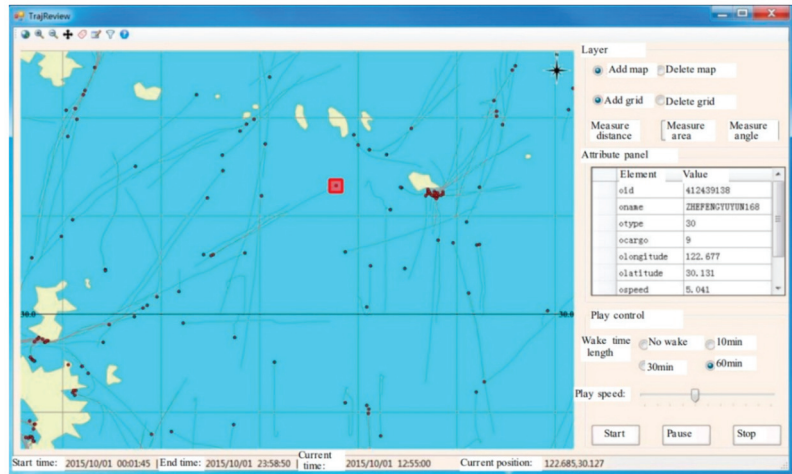 TrajReview
Layer
Add map Delete map
Add grid Delete grid
Measure distance Measure area Measure angle
Attribute panel
Element Value
oId 412439138
oname ZHEFENGYUYUN168
otype 30
ocargo 9
olongitude 122.677
olatitude 30.131
ospeed 5.041
30.0 30.0
Play control
Wake time length No wake 10min
30min 60min
Play speed:
Start Pause Stop
Start time: 2015/10/01 00:01:45 | End time: 2015/10/01 23:58:50 | Current time: 2015/10/01 12:55:00 Current position: 122.685,30.127